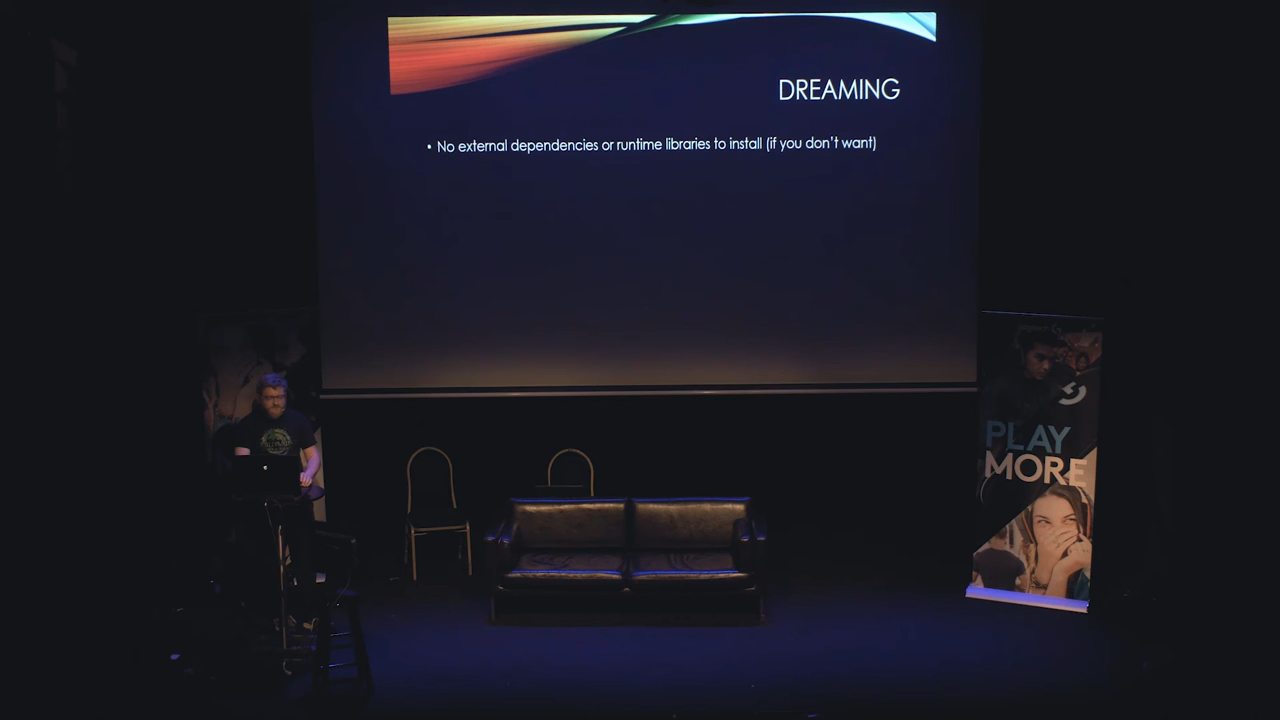 DREAMING
• No external dependencies or runtime libraries to install (if you don't want)
PLAY
MORE